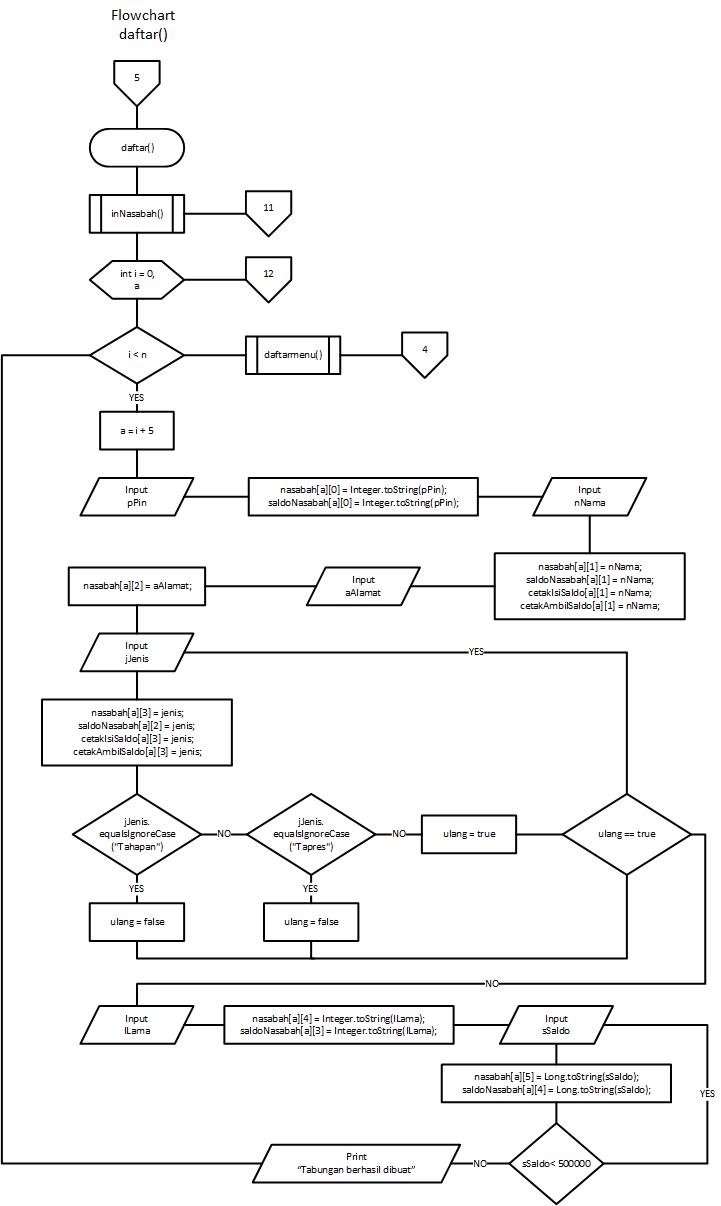 Flowchart
daftar()
5
daftar()
inNasabah()
11
int i = 0,
a
12
i < n
daftarmenu()
4
YES
a = i + 5
Input
pPin
nasabah[a][0] = Integer.toString(pPin);
saldoNasabah[a][0] = Integer.toString(pPin);
Input
nNama
nasabah[a][1] = nNama;
saldoNasabah[a][1] = nNama;
cetakIsiSaldo[a][1] = nNama;
cetakAmbilSaldo[a][1] = nNama;
Input
aAlamat
nasabah[a][2] = aAlamat;
Input
jJenis
YES
nasabah[a][3] = jenis;
saldoNasabah[a][2] = jenis;
cetakIsiSaldo[a][3] = jenis;
cetakAmbilSaldo[a][3] = jenis;
jJenis.
equalsIgnoreCase
("Tahapan")
NO
jJenis.
equalsIgnoreCase
("Tapres")
NO
ulang = true
ulang == true
YES
YES
ulang = false
ulang = false
NO
Input
lLama
nasabah[a][4] = Integer.toString(lLama);
saldoNasabah[a][3] = Integer.toString(lLama);
Input
sSaldo
nasabah[a][5] = Long.toString(sSaldo);
saldoNasabah[a][4] = Long.toString(sSaldo);
YES
sSaldo< 500000
NO
Print
“Tabungan berhasil dibuat”